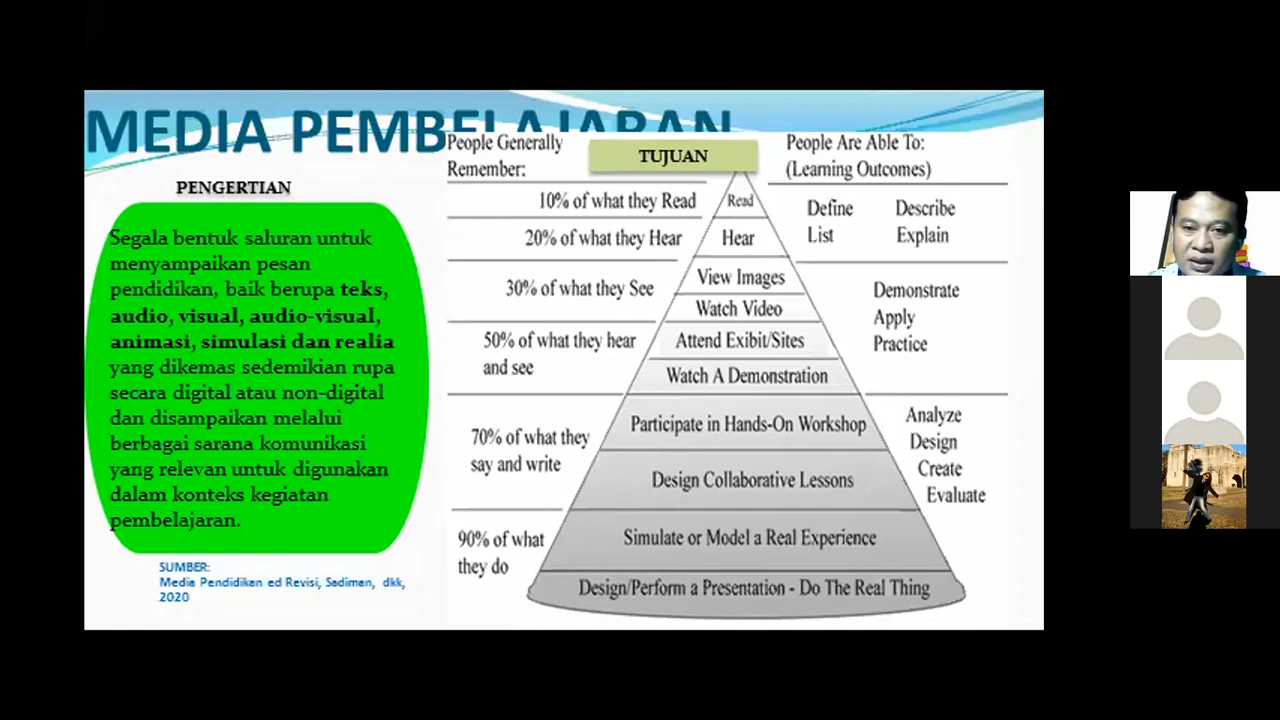 MEDIA PEMBELAJARAN
PENGERTIAN
Segala bentuk saluran untuk
menyampaikan pesan
pendidikan, baik berupa teks,
audio, visual, audio-visual,
animasi, simulasi dan realia
yang dikemas sedemikian rupa
secara digital atau non-digital
dan disampaikan melalui
berbagai sarana komunikasi
yang relevan untuk digunakan
dalam konteks kegiatan
pembelajaran.
SUMBER:
Media Pendidikan ed Revisi, Sadiman, dkk,
2020
People Generally
Remember:
10% of what they Read
20% of what they Hear
30% of what they See
50% of what they hear
and see
70% of what they
say and write
90% of what
they do
TUJUAN
Read
Hear
View Images
Watch Video
Attend Exibit/Sites
Watch A Demonstration
Participate in Hands-On Workshop
Design Collaborative Lessons
Simulate or Model a Real Experience
Design/Perform a Presentation - Do The Real Thing
People Are Able To:
(Learning Outcomes)
Define Describe
List Explain
Demonstrate
Apply
Practice
Analyze
Design
Create
Evaluate